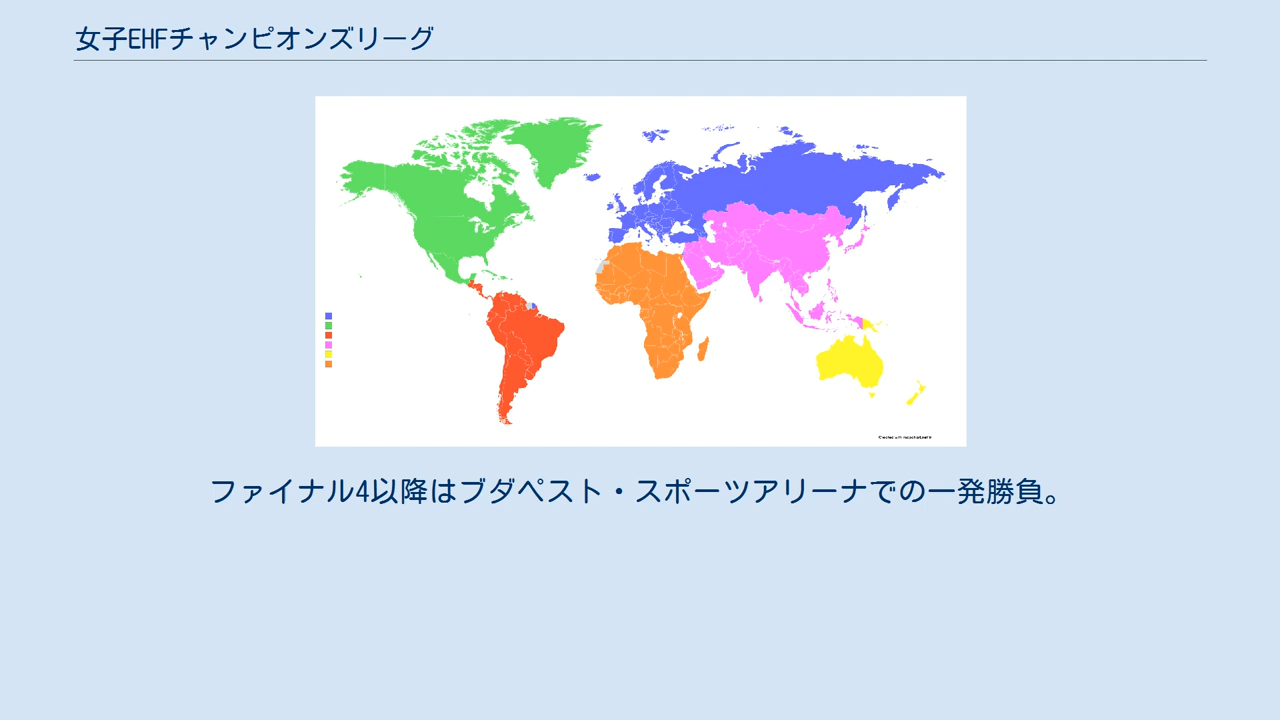 女子EHFチャンピオンズリーグ
ファイナル4以降はブダペスト・スポーツアリーナでの一発勝負。